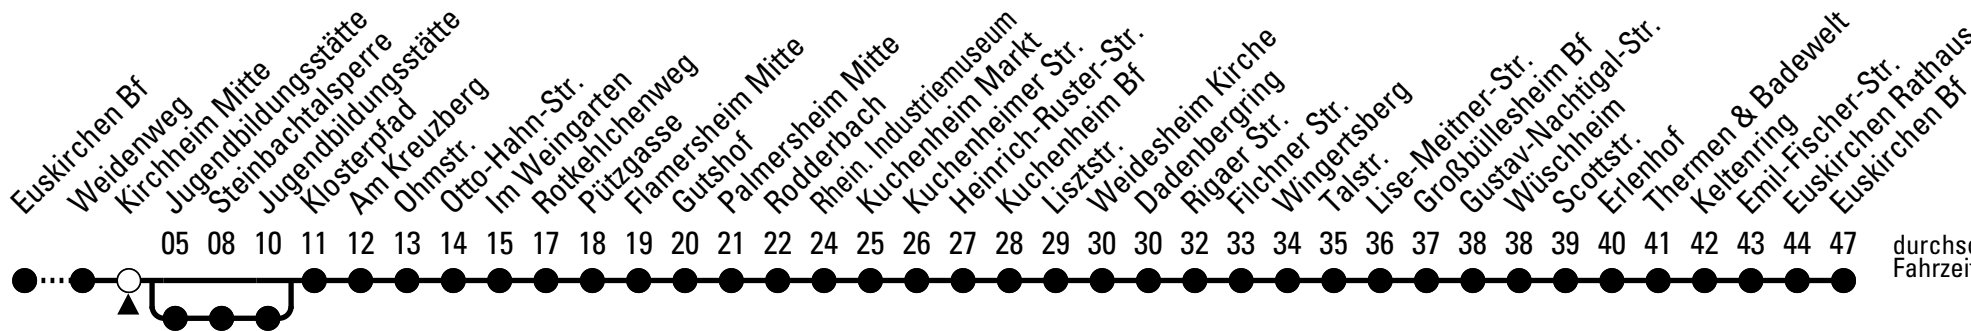 Euskirchen Bf
Weidenweg
Kirchheim Mitte
Jugendbildungsstätte
Steinbachtalsperre
Jugendbildungsstätte
Klosterpfad
Am Kreuzberg
Ohmstr.
Otto-Hahn-Str.
Im Weingarten
Rotkehlchenweg
Pützgasse
Flamersheim Mitte
Gutshof
Palmersheim Mitte
Rodderbach
Rhein. Industriemuseum
Kuchenheim Markt
Kuchenheimer Str.
Heinrich-Ruster-Str.
Kuchenheim Bf
Lisztstr.
Weidesheim Kirche
Dadenbergring
Rigaer Str.
Filchner Str.
Wingertsberg
Talstr.
Lise-Meitner-Str.
Großbüllesheim Bf
Gustav-Nachtigal-Str.
Wüschheim
Scottstr.
Erlenhof
Thermen & Badewelt
Keltenring
Emil-Fischer-Str.
Euskirchen Rathaus
Euskirchen Bf
05 08 10 11 12 13 14 15 17 18 19 20 21 22 24 25 26 27 28 29 30 30 32 33 34 35 36 37 38 38 39 40 41 42 43 44 47